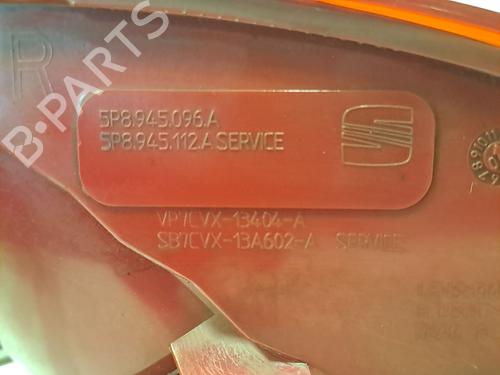 B-PARTS
R
5P8.945.096.A
5P8.945.112.A SERVICE
VP7CVX-13404-A
SB7CVX-13A602-A SERVICE